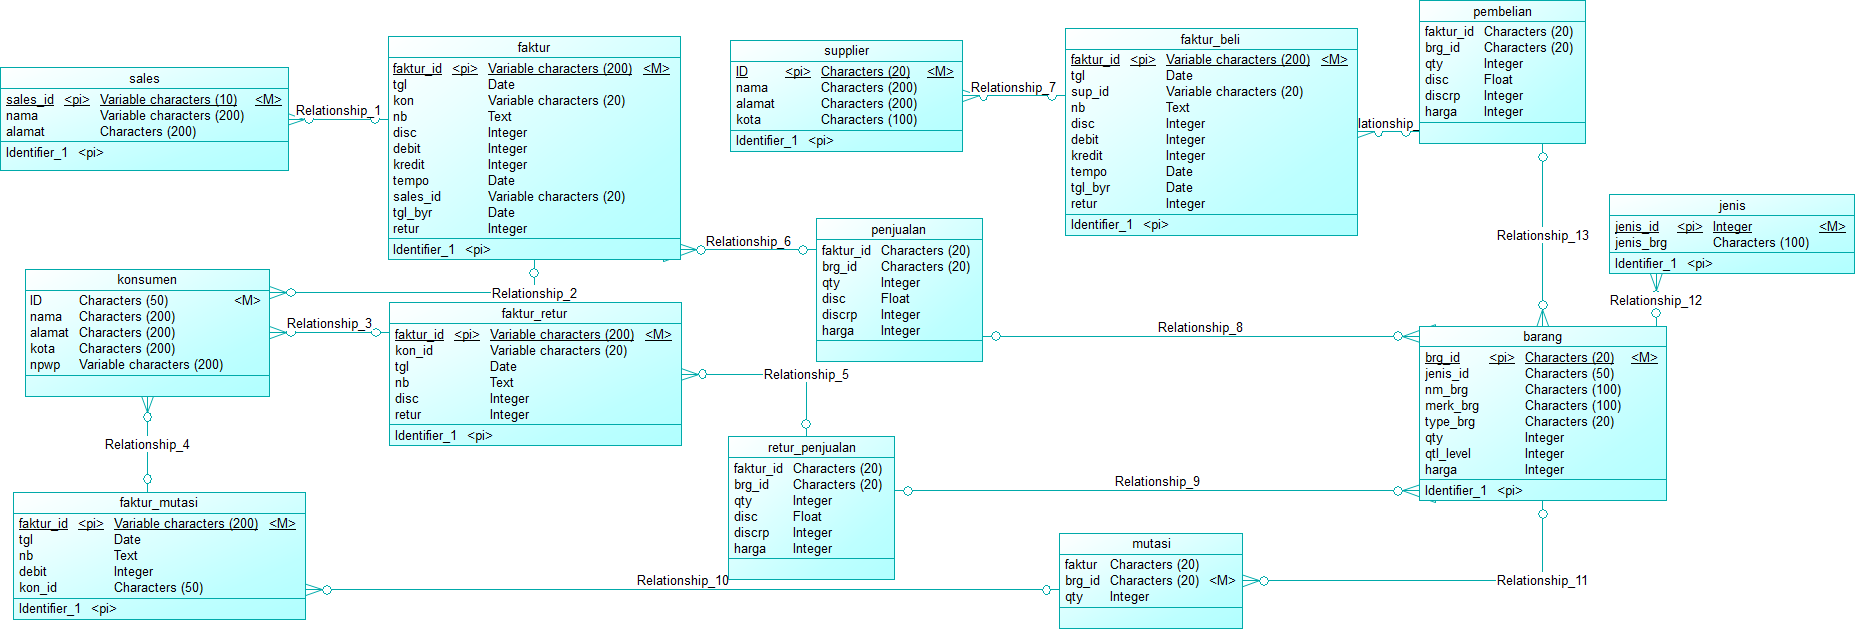 sales
sales_id <pi> Variable characters (10) <M>
nama Variable characters (200)
alamat Characters (200)
Identifier_1 <pi>
Relationship_1
faktur
faktur_id <pi> Variable characters (200) <M>
tgl Date
kon Variable characters (20)
nb Text
disc Integer
debit Integer
kredit Integer
tempo Date
sales_id Variable characters (20)
tgl_byr Date
retur Integer
Identifier_1 <pi>
supplier
ID <pi> Characters (20) <M>
nama Characters (200)
alamat Characters (200)
kota Characters (100)
Identifier_1 <pi>
Relationship_7
faktur_beli
faktur_id <pi> Variable characters (200) <M>
tgl Date
sup_id Variable characters (20)
nb Text
disc Integer
debit Integer
kredit Integer
tempo Date
tgl_byr Date
retur Integer
Identifier_1 <pi>
lationship_
pembelian
faktur_id Characters (20)
brg_id Characters (20)
qty Integer
disc Float
discrp Integer
harga Integer
Relationship_13
jenis
jenis_id <pi> Integer <M>
jenis_brg Characters (100)
Identifier_1 <pi>
Relationship_12
Relationship_6
penjualan
faktur_id Characters (20)
brg_id Characters (20)
qty Integer
disc Float
discrp Integer
harga Integer
Relationship_8
konsumen
ID Characters (50) <M>
nama Characters (200)
alamat Characters (200)
kota Characters (200)
npwp Variable characters (200)
Relationship_2
Relationship_3
faktur_retur
faktur_id <pi> Variable characters (200) <M>
kon_id Variable characters (20)
tgl Date
nb Text
disc Integer
retur Integer
Identifier_1 <pi>
Relationship_5
barang
brg_id <pi> Characters (20) <M>
jenis_id Characters (50)
nm_brg Characters (100)
merk_brg Characters (100)
type_brg Characters (20)
qty Integer
qtl_level Integer
harga Integer
Identifier_1 <pi>
Relationship_4
retur_penjualan
faktur_id Characters (20)
brg_id Characters (20)
qty Integer
disc Float
discrp Integer
harga Integer
Relationship_9
faktur_mutasi
faktur_id <pi> Variable characters (200) <M>
tgl Date
nb Text
debit Integer
kon_id Characters (50)
Identifier_1 <pi>
Relationship_10
mutasi
faktur Characters (20)
brg_id Characters (20) <M>
qty Integer
Relationship_11